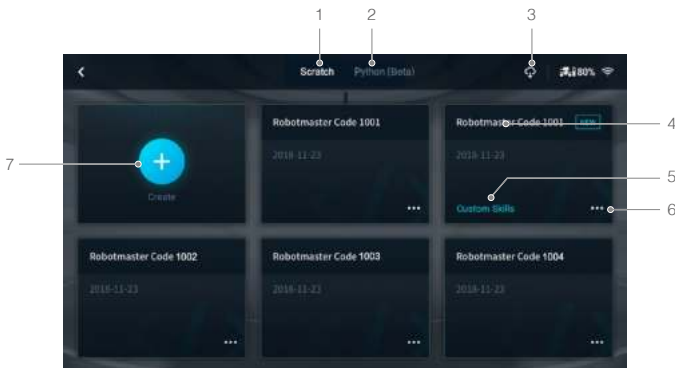 1
2
3
Scratch Python (Beta)
80%
Robotmaster Code 1001
Robotmaster Code 1001 NEW
4
2018-11-23
2018-11-23
7
Create
Custom Skills
5
6
Robotmaster Code 1002
Robotmaster Code 1003
Robotmaster Code 1004
2018-11-23
2018-11-23
2018-11-23